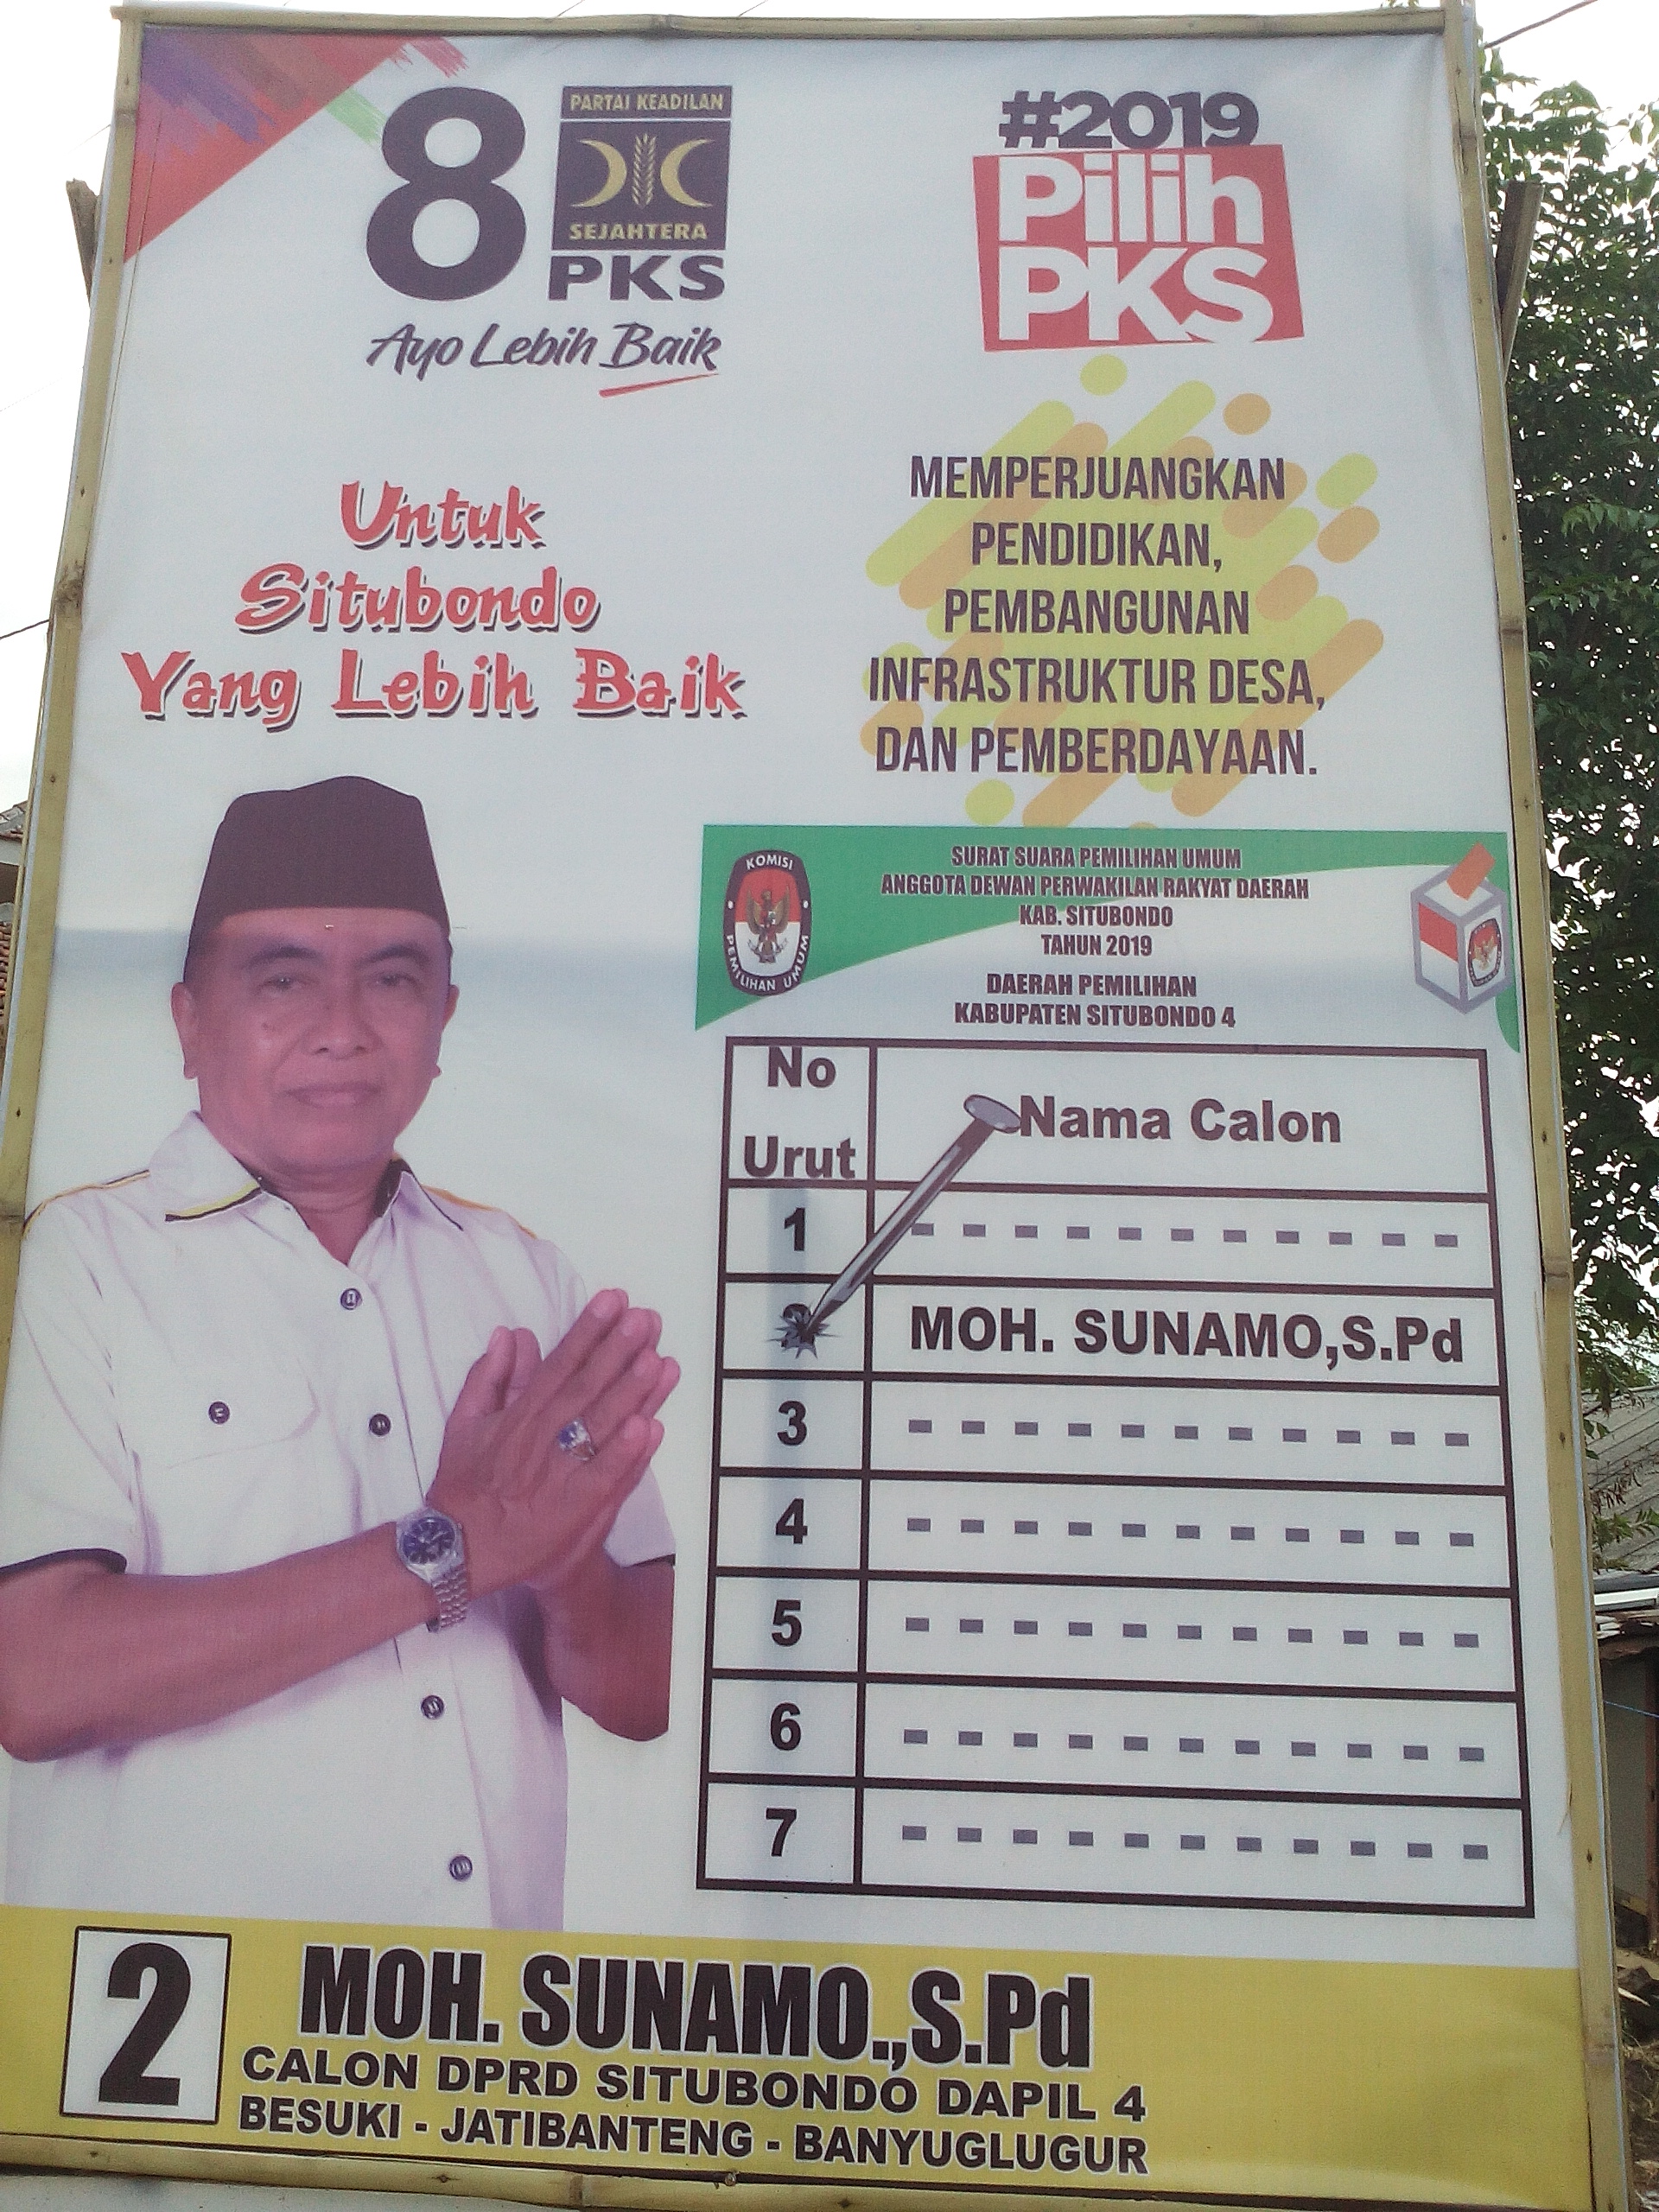 8
PARTAI KEADILAN
SEJAHTERA
PKS
Ayo Lebih Baik
#2019
Pilih
PKS
Untuk
Situbondo
Yang Lebih Baik
MEMPERJUANGKAN
PENDIDIKAN,
PEMBANGUNAN
INFRASTRUKTUR DESA,
DAN PEMBERDAYAAN.
KOMISI
PEMILIHAN UMUM
SURAT SUARA PEMILIHAN UMUM
ANGGOTA DEWAN PERWAKILAN RAKYAT DAERAH
KAB. SITUBONDO
TAHUN 2019
DAERAH PEMILIHAN
KABUPATEN SITUBONDO 4
No
Urut
Nama Calon
1 - - - - - - - - - - -
2 MOH. SUNAMO,S.Pd
3 - - - - - - - - - - -
4 - - - - - - - - - - -
5 - - - - - - - - - - -
6 - - - - - - - - - - -
7 - - - - - - - - - - -
2
MOH. SUNAMO.,S.Pd
CALON DPRD SITUBONDO DAPIL 4
BESUKI - JATIBANTENG - BANYUGLUGUR